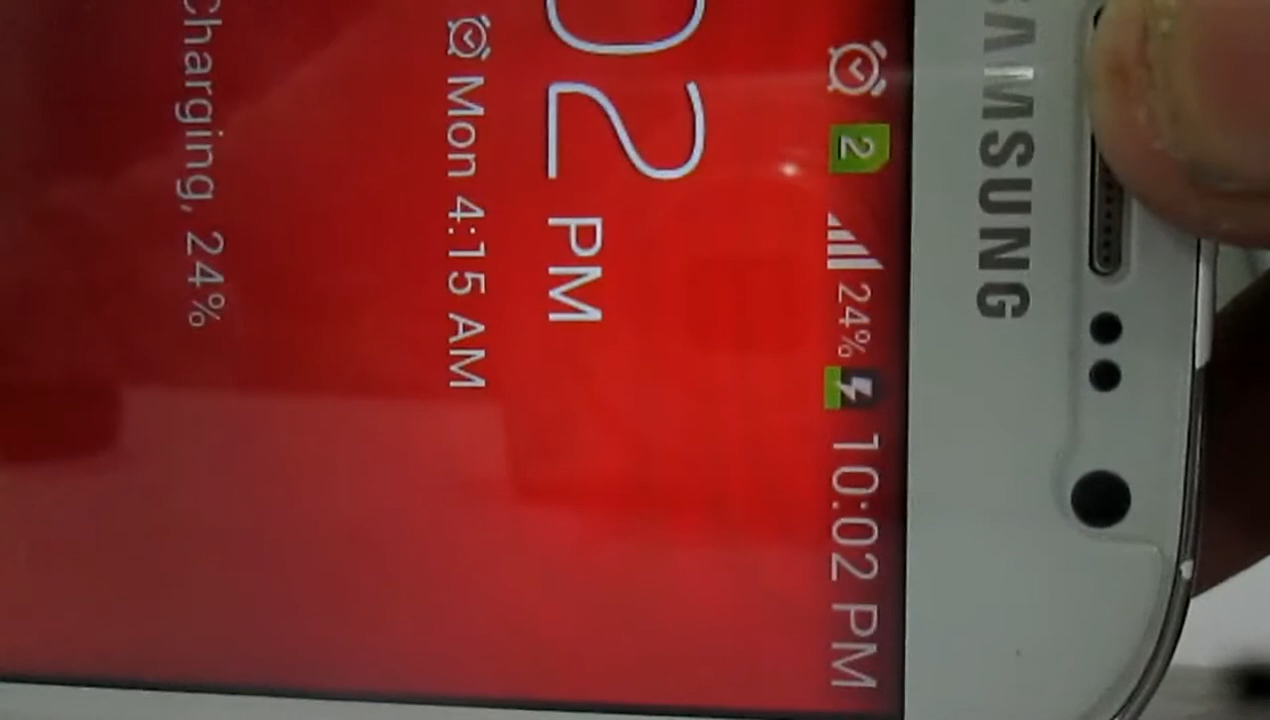 SAMSUNG
2 24% 10:02 PM
02 PM
Mon 4:15 AM
Charging, 24%